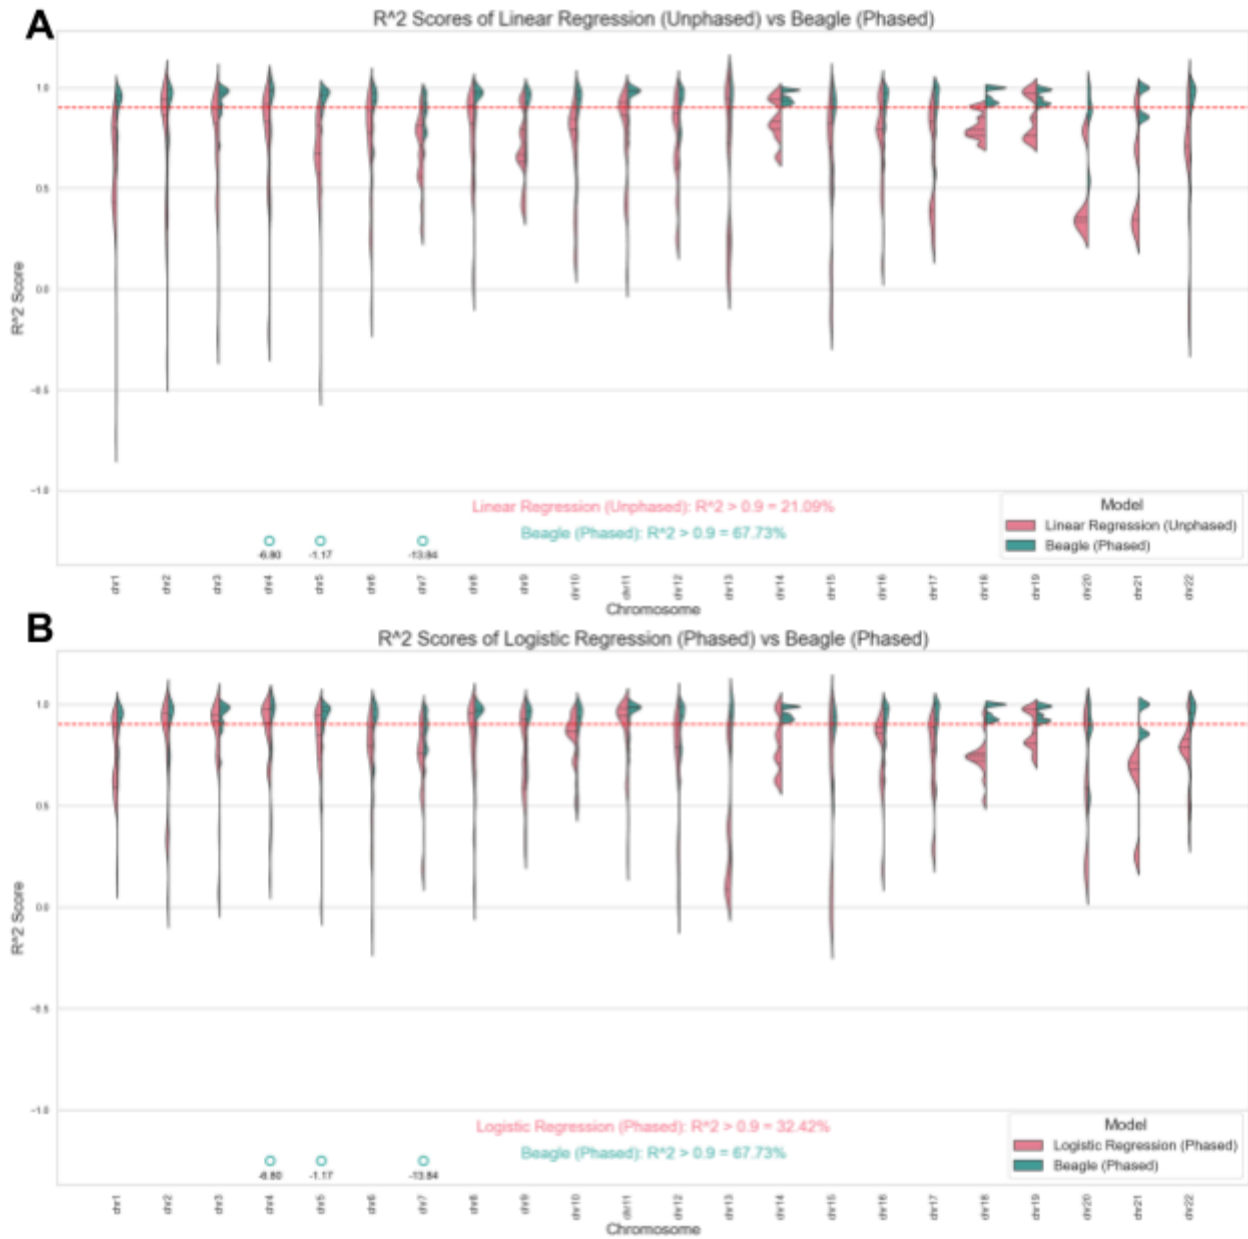 A
R^2 Scores of Linear Regression (Unphased) vs Beagle (Phased)
1.0
0.5
0.0
−0.5
−1.0
R^2 Score
Linear Regression (Unphased): R^2 > 0.9 = 21.09%
Beagle (Phased): R^2 > 0.9 = 67.73%
Model
Linear Regression (Unphased)
Beagle (Phased)
-6.80 -1.17 -13.84
chr1 chr2 chr3 chr4 chr5 chr6 chr7 chr8 chr9 chr10 chr11 chr12 chr13 chr14 chr15 chr16 chr17 chr18 chr19 chr20 chr21 chr22
Chromosome
B
R^2 Scores of Logistic Regression (Phased) vs Beagle (Phased)
1.0
0.5
0.0
−0.5
−1.0
R^2 Score
Logistic Regression (Phased): R^2 > 0.9 = 32.42%
Beagle (Phased): R^2 > 0.9 = 67.73%
Model
Logistic Regression (Phased)
Beagle (Phased)
-6.80 -1.17 -13.84
chr1 chr2 chr3 chr4 chr5 chr6 chr7 chr8 chr9 chr10 chr11 chr12 chr13 chr14 chr15 chr16 chr17 chr18 chr19 chr20 chr21 chr22
Chromosome